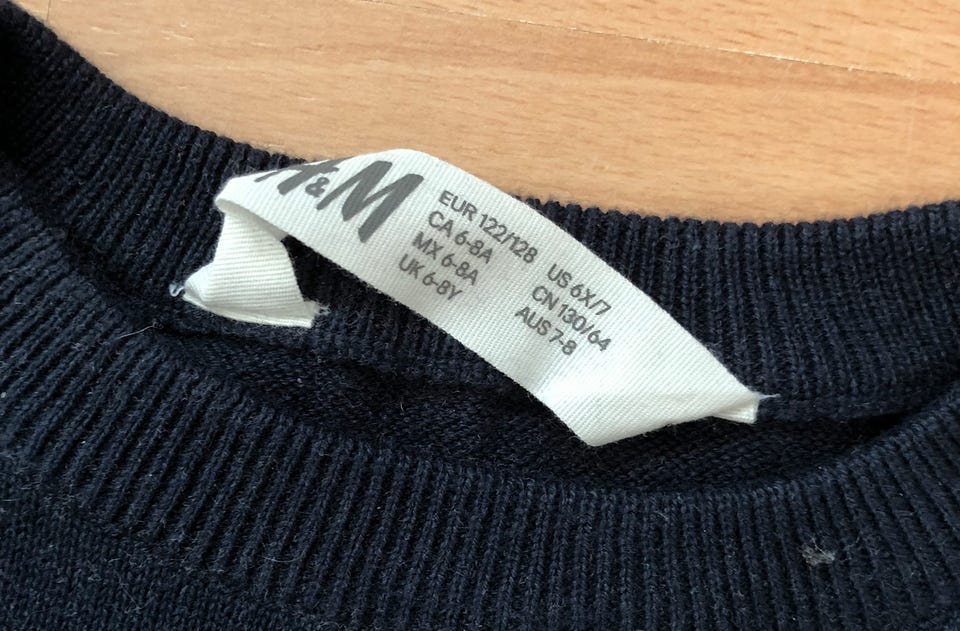 H&M
EUR 122/128
CA 6-8A
MX 6-8A
UK 6-8Y
US 6X/7
CN 130/64
AUS 7-8